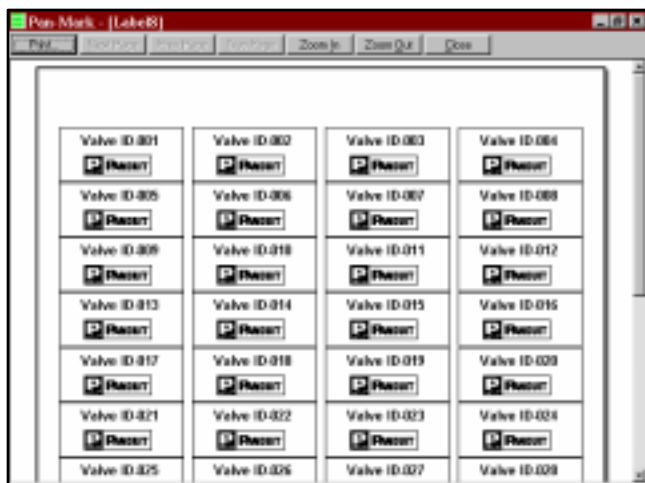 Pan-Mark - [Label8]
Print... Next Page Prev Page Two Page Zoom In Zoom Out Close
Valve ID-001 Valve ID-002 Valve ID-003 Valve ID-004
PANDUIT PANDUIT PANDUIT PANDUIT
Valve ID-005 Valve ID-006 Valve ID-007 Valve ID-008
PANDUIT PANDUIT PANDUIT PANDUIT
Valve ID-009 Valve ID-010 Valve ID-011 Valve ID-012
PANDUIT PANDUIT PANDUIT PANDUIT
Valve ID-013 Valve ID-014 Valve ID-015 Valve ID-016
PANDUIT PANDUIT PANDUIT PANDUIT
Valve ID-017 Valve ID-018 Valve ID-019 Valve ID-020
PANDUIT PANDUIT PANDUIT PANDUIT
Valve ID-021 Valve ID-022 Valve ID-023 Valve ID-024
PANDUIT PANDUIT PANDUIT PANDUIT
Valve ID-025 Valve ID-026 Valve ID-027 Valve ID-028